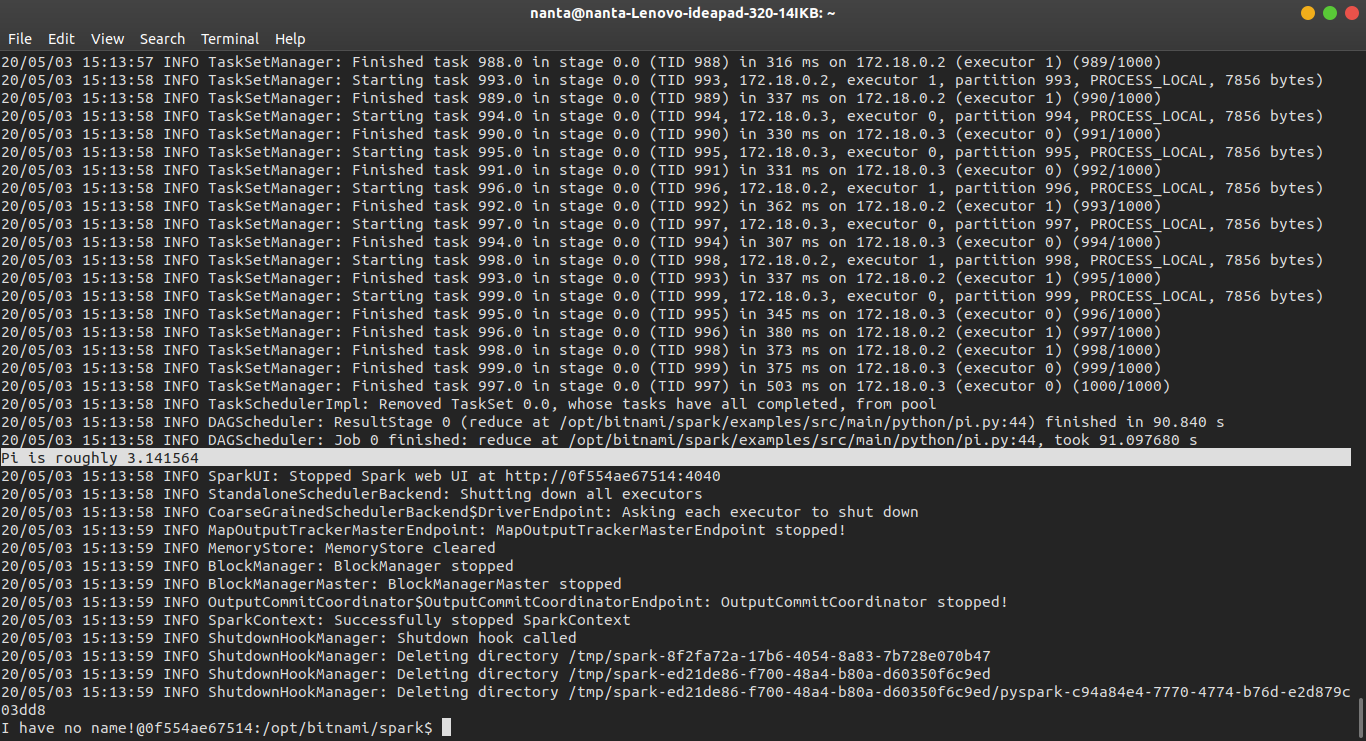 nanta@nanta-Lenovo-ideapad-320-14IKB: ~
File Edit View Search Terminal Help
20/05/03 15:13:57 INFO TaskSetManager: Finished task 988.0 in stage 0.0 (TID 988) in 316 ms on 172.18.0.2 (executor 1) (989/1000)
20/05/03 15:13:58 INFO TaskSetManager: Starting task 993.0 in stage 0.0 (TID 993, 172.18.0.2, executor 1, partition 993, PROCESS_LOCAL, 7856 bytes)
20/05/03 15:13:58 INFO TaskSetManager: Finished task 989.0 in stage 0.0 (TID 989) in 337 ms on 172.18.0.2 (executor 1) (990/1000)
20/05/03 15:13:58 INFO TaskSetManager: Starting task 994.0 in stage 0.0 (TID 994, 172.18.0.3, executor 0, partition 994, PROCESS_LOCAL, 7856 bytes)
20/05/03 15:13:58 INFO TaskSetManager: Finished task 990.0 in stage 0.0 (TID 990) in 330 ms on 172.18.0.3 (executor 0) (991/1000)
20/05/03 15:13:58 INFO TaskSetManager: Starting task 995.0 in stage 0.0 (TID 995, 172.18.0.3, executor 0, partition 995, PROCESS_LOCAL, 7856 bytes)
20/05/03 15:13:58 INFO TaskSetManager: Finished task 991.0 in stage 0.0 (TID 991) in 331 ms on 172.18.0.3 (executor 0) (992/1000)
20/05/03 15:13:58 INFO TaskSetManager: Starting task 996.0 in stage 0.0 (TID 996, 172.18.0.2, executor 1, partition 996, PROCESS_LOCAL, 7856 bytes)
20/05/03 15:13:58 INFO TaskSetManager: Finished task 992.0 in stage 0.0 (TID 992) in 362 ms on 172.18.0.2 (executor 1) (993/1000)
20/05/03 15:13:58 INFO TaskSetManager: Starting task 997.0 in stage 0.0 (TID 997, 172.18.0.3, executor 0, partition 997, PROCESS_LOCAL, 7856 bytes)
20/05/03 15:13:58 INFO TaskSetManager: Finished task 994.0 in stage 0.0 (TID 994) in 307 ms on 172.18.0.3 (executor 0) (994/1000)
20/05/03 15:13:58 INFO TaskSetManager: Starting task 998.0 in stage 0.0 (TID 998, 172.18.0.2, executor 1, partition 998, PROCESS_LOCAL, 7856 bytes)
20/05/03 15:13:58 INFO TaskSetManager: Finished task 993.0 in stage 0.0 (TID 993) in 337 ms on 172.18.0.2 (executor 1) (995/1000)
20/05/03 15:13:58 INFO TaskSetManager: Starting task 999.0 in stage 0.0 (TID 999, 172.18.0.3, executor 0, partition 999, PROCESS_LOCAL, 7856 bytes)
20/05/03 15:13:58 INFO TaskSetManager: Finished task 995.0 in stage 0.0 (TID 995) in 345 ms on 172.18.0.3 (executor 0) (996/1000)
20/05/03 15:13:58 INFO TaskSetManager: Finished task 996.0 in stage 0.0 (TID 996) in 380 ms on 172.18.0.2 (executor 1) (997/1000)
20/05/03 15:13:58 INFO TaskSetManager: Finished task 998.0 in stage 0.0 (TID 998) in 373 ms on 172.18.0.2 (executor 1) (998/1000)
20/05/03 15:13:58 INFO TaskSetManager: Finished task 999.0 in stage 0.0 (TID 999) in 375 ms on 172.18.0.3 (executor 0) (999/1000)
20/05/03 15:13:58 INFO TaskSetManager: Finished task 997.0 in stage 0.0 (TID 997) in 503 ms on 172.18.0.3 (executor 0) (1000/1000)
20/05/03 15:13:58 INFO TaskSchedulerImpl: Removed TaskSet 0.0, whose tasks have all completed, from pool
20/05/03 15:13:58 INFO DAGScheduler: ResultStage 0 (reduce at /opt/bitnami/spark/examples/src/main/python/pi.py:44) finished in 90.840 s
20/05/03 15:13:58 INFO DAGScheduler: Job 0 finished: reduce at /opt/bitnami/spark/examples/src/main/python/pi.py:44, took 91.097680 s
Pi is roughly 3.141564
20/05/03 15:13:58 INFO SparkUI: Stopped Spark web UI at http://0f554ae67514:4040
20/05/03 15:13:58 INFO StandaloneSchedulerBackend: Shutting down all executors
20/05/03 15:13:58 INFO CoarseGrainedSchedulerBackend$DriverEndpoint: Asking each executor to shut down
20/05/03 15:13:59 INFO MapOutputTrackerMasterEndpoint: MapOutputTrackerMasterEndpoint stopped!
20/05/03 15:13:59 INFO MemoryStore: MemoryStore cleared
20/05/03 15:13:59 INFO BlockManager: BlockManager stopped
20/05/03 15:13:59 INFO BlockManagerMaster: BlockManagerMaster stopped
20/05/03 15:13:59 INFO OutputCommitCoordinator$OutputCommitCoordinatorEndpoint: OutputCommitCoordinator stopped!
20/05/03 15:13:59 INFO SparkContext: Successfully stopped SparkContext
20/05/03 15:13:59 INFO ShutdownHookManager: Shutdown hook called
20/05/03 15:13:59 INFO ShutdownHookManager: Deleting directory /tmp/spark-8f2fa72a-17b6-4054-8a83-7b728e070b47
20/05/03 15:13:59 INFO ShutdownHookManager: Deleting directory /tmp/spark-ed21de86-f700-48a4-b80a-d60350f6c9ed
20/05/03 15:13:59 INFO ShutdownHookManager: Deleting directory /tmp/spark-ed21de86-f700-48a4-b80a-d60350f6c9ed/pyspark-c94a84e4-7770-4774-b76d-e2d879c
03dd8
I have no name!@0f554ae67514:/opt/bitnami/spark$